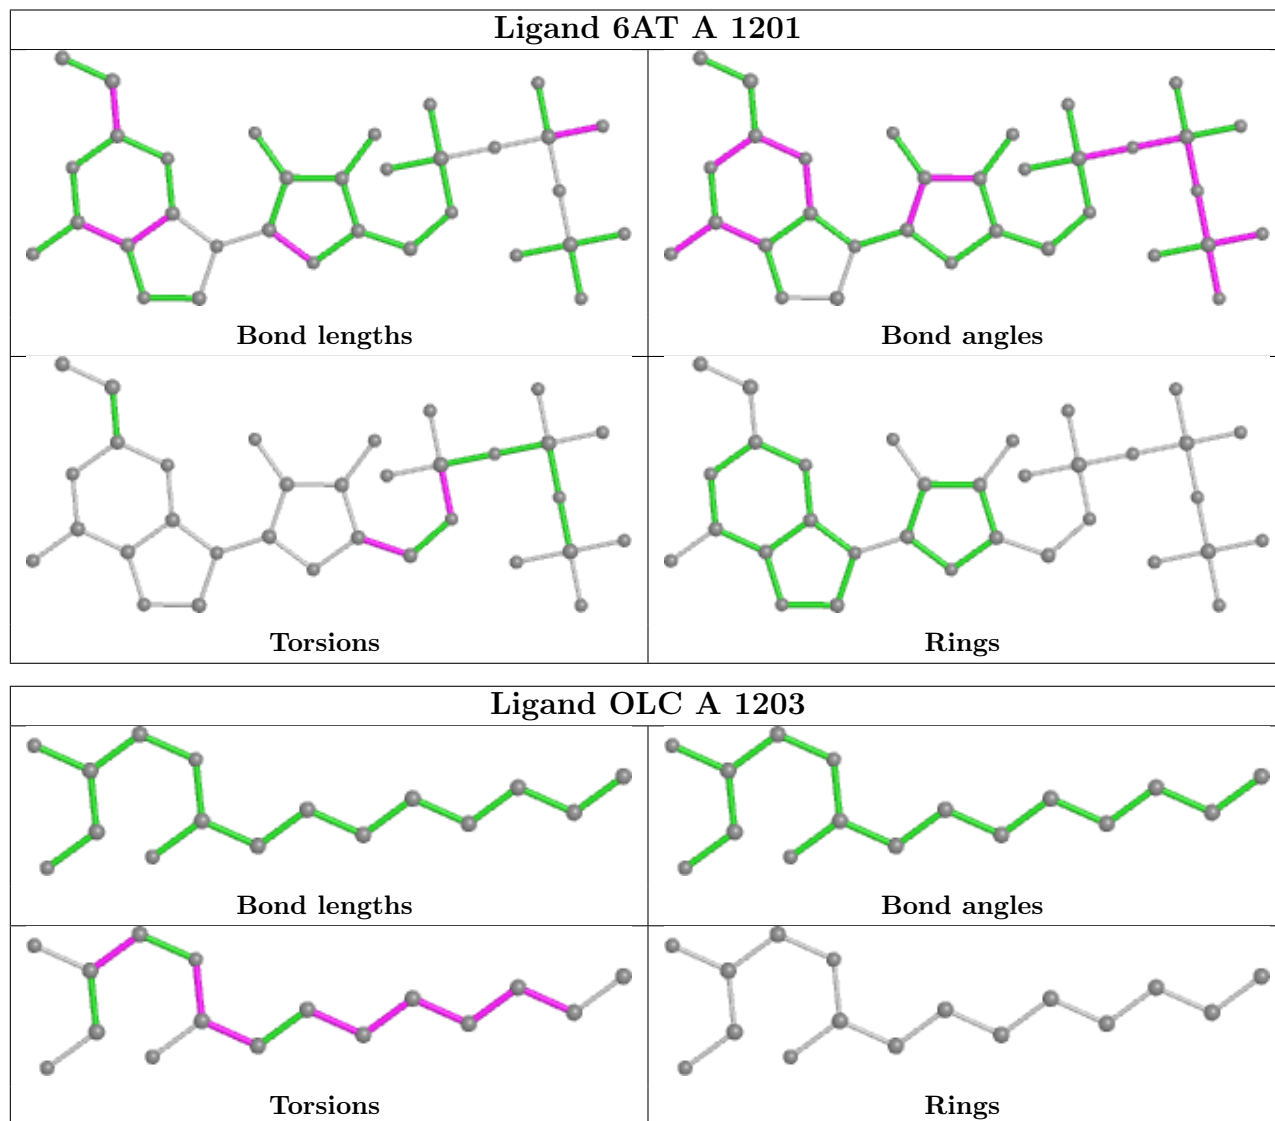 Ligand 6AT A 1201
Bond lengths
Bond angles
Torsions
Rings
Ligand OLC A 1203
Bond lengths
Bond angles
Torsions
Rings